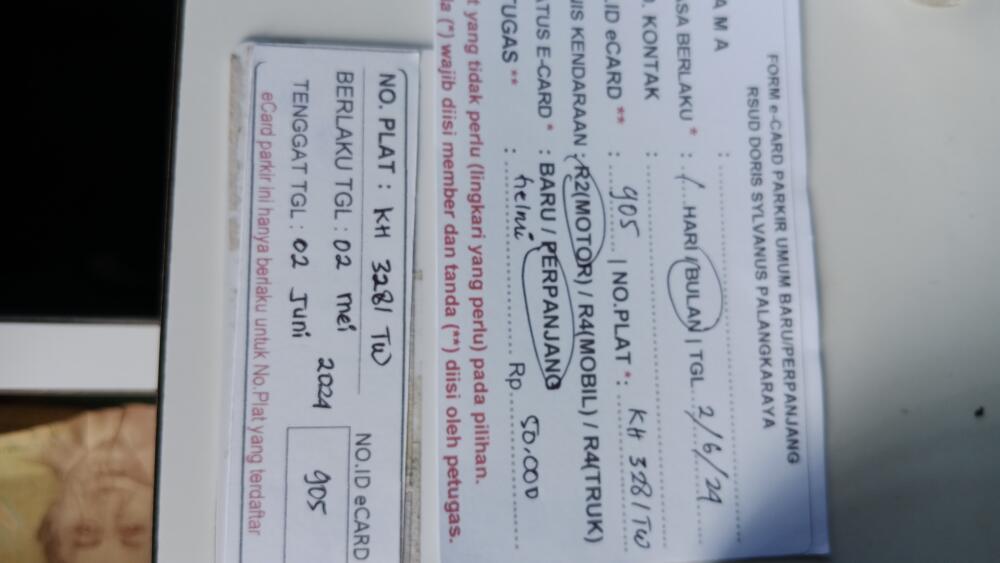 FORM e-CARD PARKIR UMUM BARU/PERPANJANG
RSUD DORIS SYLVANUS PALANGKARAYA
A M A :
ASA BERLAKU * : 1 HARI / BULAN | TGL. 2/6/24
. KONTAK :
.ID eCARD ** : 905 | NO.PLAT *: KH 3281 TW
NIS KENDARAAN : R2(MOTOR) / R4(MOBIL) / R4(TRUK)
ATUS E-CARD * : BARU / PERPANJANG
TUGAS ** : helmi Rp 50,000
t yang tidak perlu (lingkari yang perlu) pada pilihan.
a (*) wajib diisi member dan tanda (**) diisi oleh petugas.
NO. PLAT : KH 3281 TW
BERLAKU TGL : 02 mei 2024
TENGGAT TGL : 02 Juni
NO.ID eCARD
905
eCard parkir ini hanya berlaku untuk No.Plat yang terdaftar